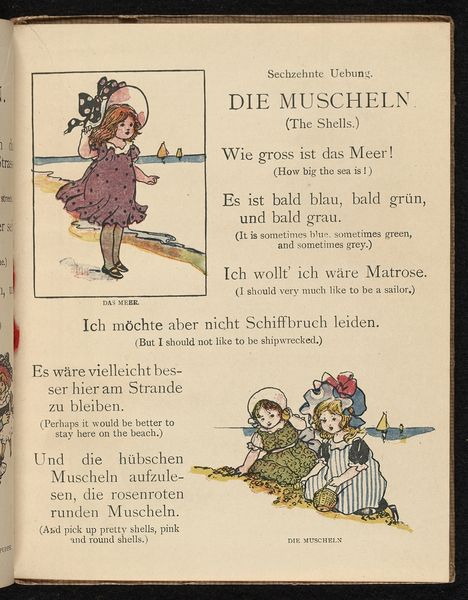 Sechzehnte Uebung.
DIE MUSCHELN
(The Shells.)
Wie gross ist das Meer!
(How big the sea is!)
Es ist bald blau, bald grün,
und bald grau.
(It is sometimes blue, sometimes green,
and sometimes grey.)
Ich wollt' ich wäre Matrose.
(I should very much like to be a sailor.)
DAS MEER.
Ich möchte aber nicht Schiffbruch leiden.
(But I should not like to be shipwrecked.)
Es wäre vielleicht bes-
ser hier am Strande
zu bleiben.
(Perhaps it would be better to
stay here on the beach.)
Und die hübschen
Muscheln aufzule-
sen, die rosenroten
runden Muscheln.
(And pick up pretty shells, pink
and round shells.)
DIE MUSCHELN